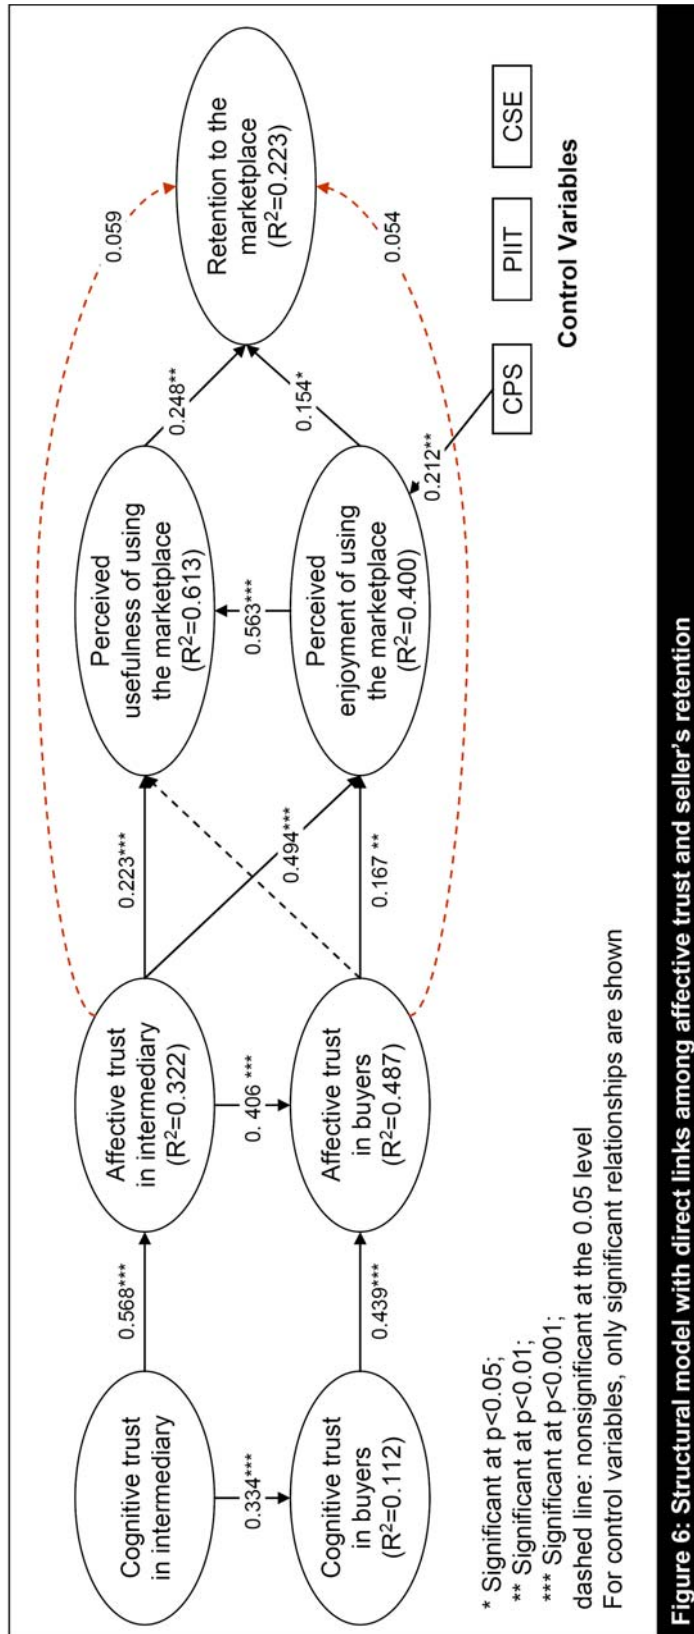 Cognitive trust
in intermediary
0.334***
Cognitive trust
in buyers
(R²=0.112)
0.568***
0.439***
Affective trust
in intermediary
(R²=0.322)
0. 406 ***
Affective trust
in buyers
(R²=0.487)
0.223***
0.494***
0.167 **
Perceived
usefulness of using
the marketplace
(R²=0.613)
0.563***
Perceived
enjoyment of using
the marketplace
(R²=0.400)
0.248**
0.154*
0.212**
0.059
Retention to the
marketplace
(R²=0.223)
0.054
CPS
PIIT
CSE
Control Variables
* Significant at p<0.05;
** Significant at p<0.01;
*** Significant at p<0.001;
dashed line: nonsignificant at the 0.05 level
For control variables, only significant relationships are shown
Figure 6: Structural model with direct links among affective trust and seller's retention